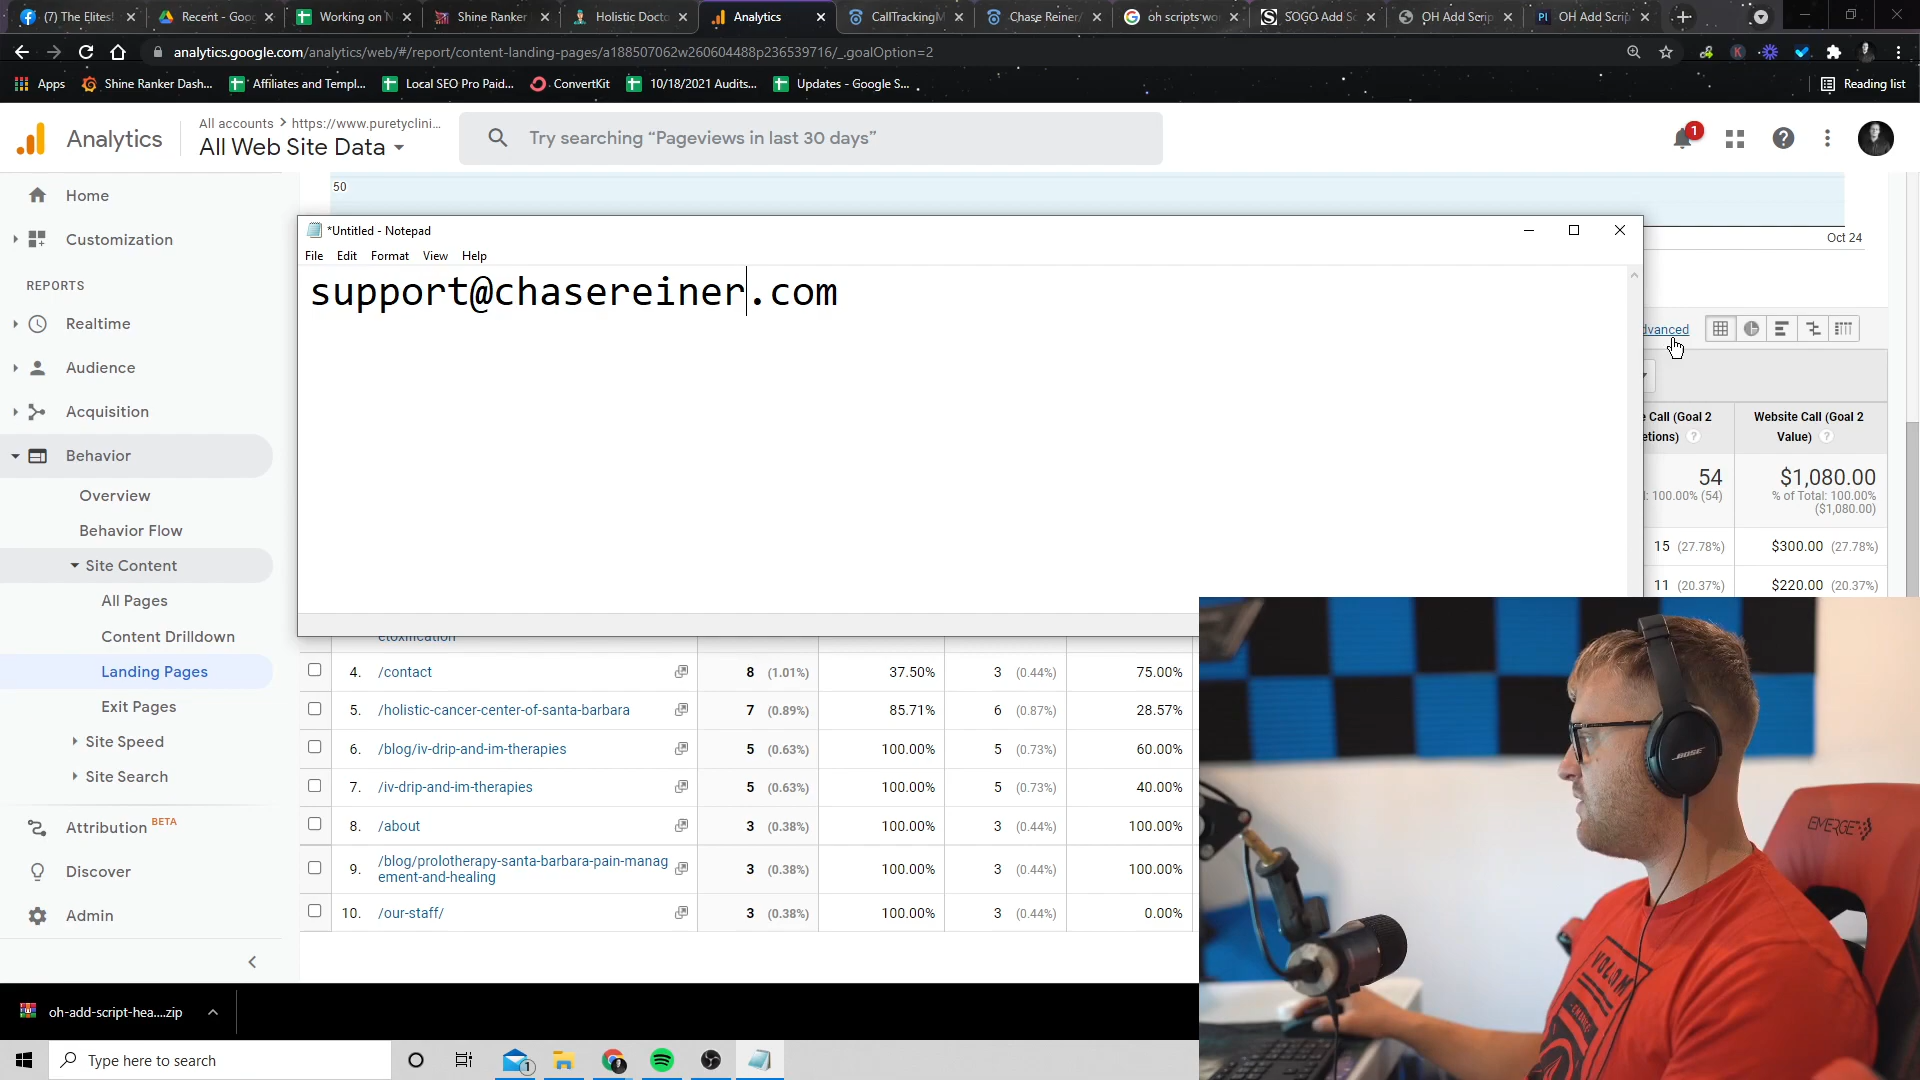 (7) The Elites!
Recent - Goog
Working on N
Shine Ranker
Holistic Docto
Analytics
CallTrackingM
Chase Reiner/
oh scripts wo
SOGO Add Sc
OH Add Scrip
OH Add Scrip
analytics.google.com/analytics/web/#/report/content-landing-pages/a188507062w260604488p236539716/_.goalOption=2
Apps
Shine Ranker Dash...
Affiliates and Templ...
Local SEO Pro Paid...
ConvertKit
10/18/2021 Audits...
Updates - Google S...
Reading list
Analytics
All accounts > https://www.puretyclini...
All Web Site Data
Try searching “Pageviews in last 30 days”
1
Home
Customization
REPORTS
Realtime
Audience
Acquisition
Behavior
Overview
Behavior Flow
Site Content
All Pages
Content Drilldown
Landing Pages
Exit Pages
Site Speed
Site Search
Attribution BETA
Discover
Admin
50
Oct 24
*Untitled - Notepad
File Edit Format View Help
support@chasereiner.com
dvanced
e Call (Goal 2
etions)
Website Call (Goal 2
Value)
54
: 100.00% (54)
$1,080.00
% of Total: 100.00%
($1,080.00)
15 (27.78%) $300.00 (27.78%)
11 (20.37%) $220.00 (20.37%)
etoxification
4. /contact 8 (1.01%) 37.50% 3 (0.44%) 75.00%
5. /holistic-cancer-center-of-santa-barbara 7 (0.89%) 85.71% 6 (0.87%) 28.57%
6. /blog/iv-drip-and-im-therapies 5 (0.63%) 100.00% 5 (0.73%) 60.00%
7. /iv-drip-and-im-therapies 5 (0.63%) 100.00% 5 (0.73%) 40.00%
8. /about 3 (0.38%) 100.00% 3 (0.44%) 100.00%
9. /blog/prolotherapy-santa-barbara-pain-manag
ement-and-healing 3 (0.38%) 100.00% 3 (0.44%) 100.00%
10. /our-staff/ 3 (0.38%) 100.00% 3 (0.44%) 0.00%
BOSE
EMERGE
oh-add-script-hea....zip
Type here to search
1